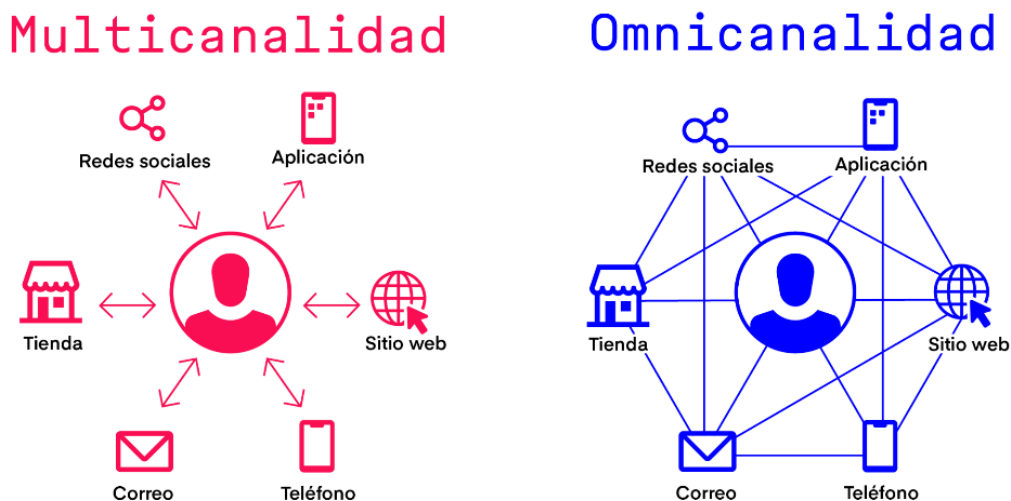 Multicanalidad
Redes sociales
Aplicación
Tienda
Sitio web
Correo
Teléfono
Omnicanalidad
Redes sociales
Aplicación
Tienda
Sitio web
Correo
Teléfono